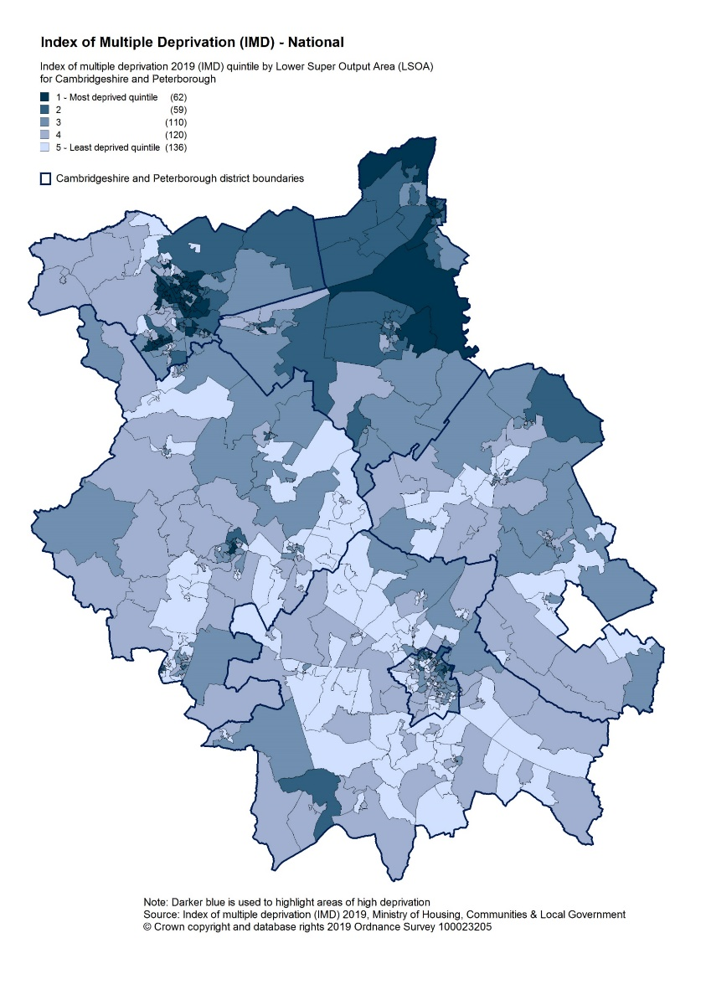 Index of Multiple Deprivation (IMD) - National
Index of multiple deprivation 2019 (IMD) quintile by Lower Super Output Area (LSOA)
for Cambridgeshire and Peterborough
1 - Most deprived quintile (62)
2 (59)
3 (110)
4 (120)
5 - Least deprived quintile (136)
Cambridgeshire and Peterborough district boundaries
Note: Darker blue is used to highlight areas of high deprivation
Source: Index of multiple deprivation (IMD) 2019, Ministry of Housing, Communities & Local Government
© Crown copyright and database rights 2019 Ordnance Survey 100023205